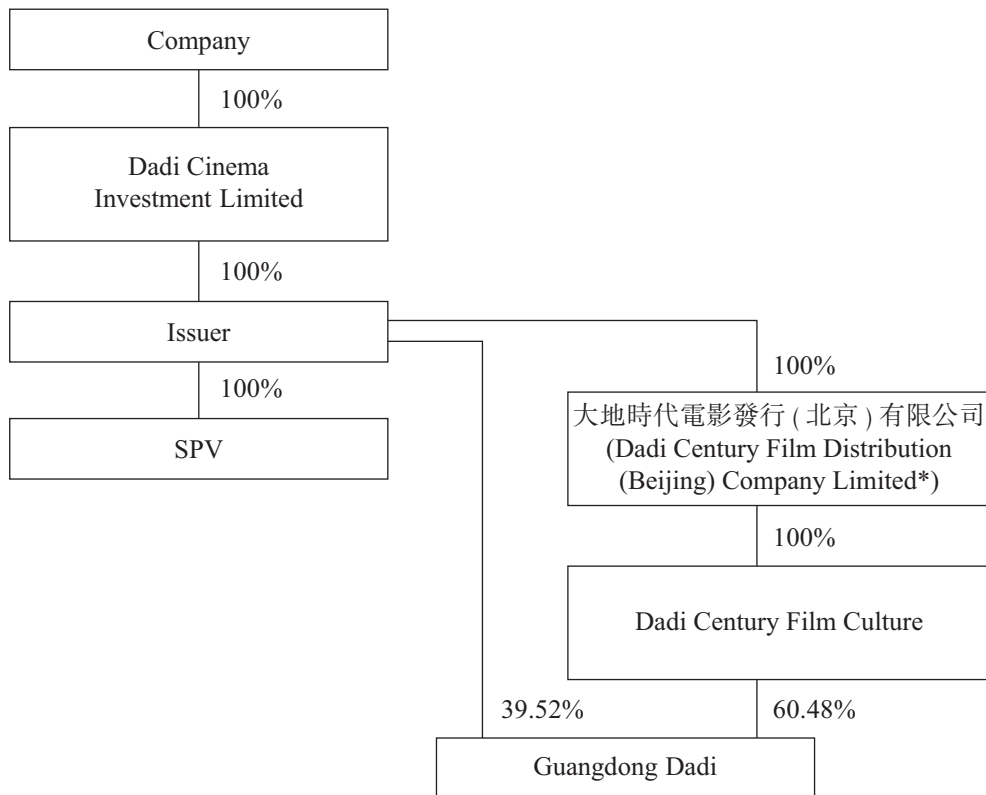 Company
100%
Dadi Cinema
Investment Limited
100%
Issuer
100%
SPV
100%
大地時代電影發行(北京)有限公司
(Dadi Century Film Distribution
(Beijing) Company Limited*)
100%
Dadi Century Film Culture
39.52%
60.48%
Guangdong Dadi